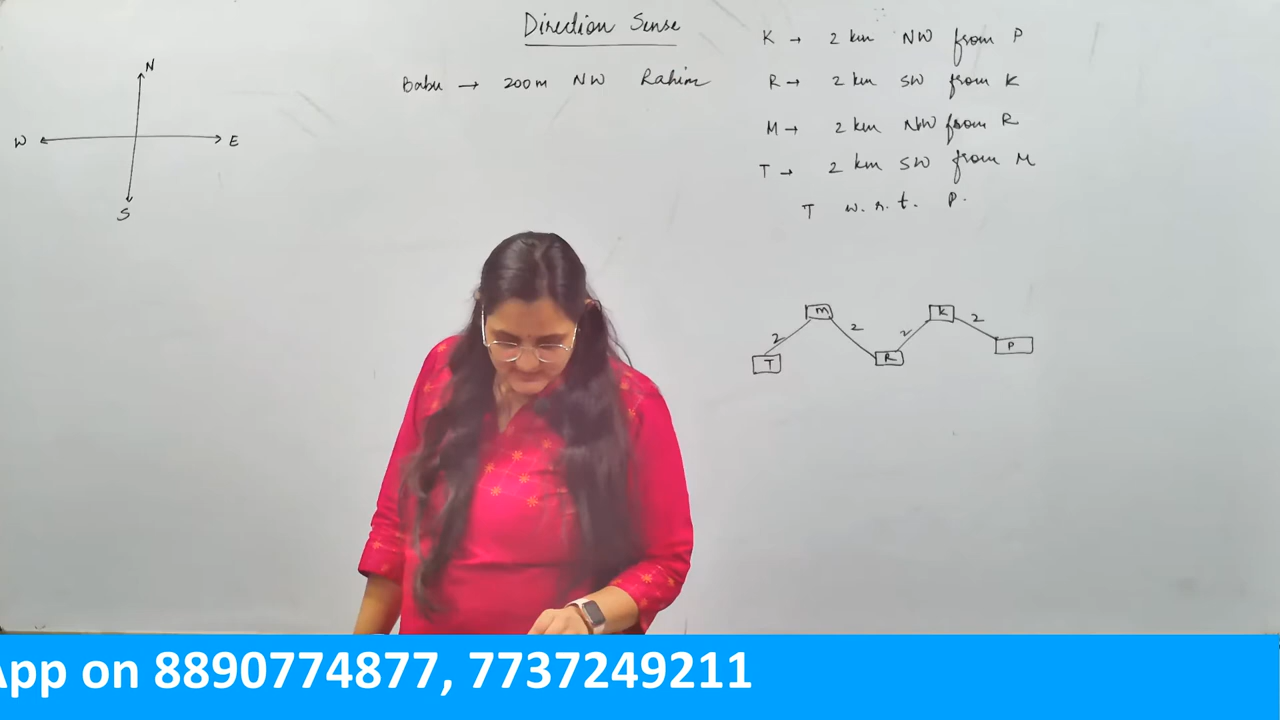 Direction Sense
N
W E
S
Babu → 200m NW Rahim
K → 2 km NW from P
R → 2 km SW from K
M → 2 km NW from R
T → 2 km SW from M
T w.r.t. P.
M K
2 2 2 2
T R P
App on 8890774877, 7737249211